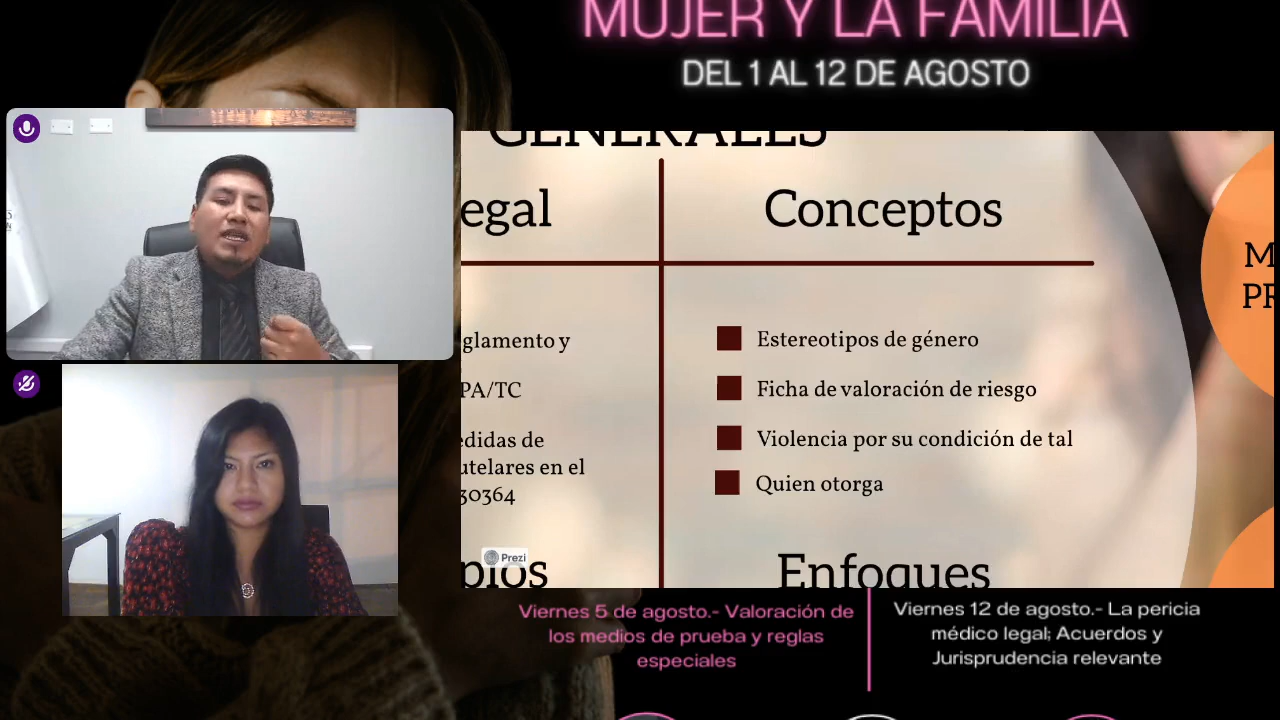 MUJER Y LA FAMILIA
DEL 1 AL 12 DE AGOSTO
GENERALES
egal
Conceptos
glamento y
PA/TC
edidas de
utelares en el
30364
Estereotipos de género
Ficha de valoración de riesgo
Violencia por su condición de tal
Quien otorga
Prezi
pios
Enfoques
M
PR
Viernes 5 de agosto.- Valoración de
los medios de prueba y reglas
especiales
Viernes 12 de agosto.- La pericia
médico legal; Acuerdos y
Jurisprudencia relevante